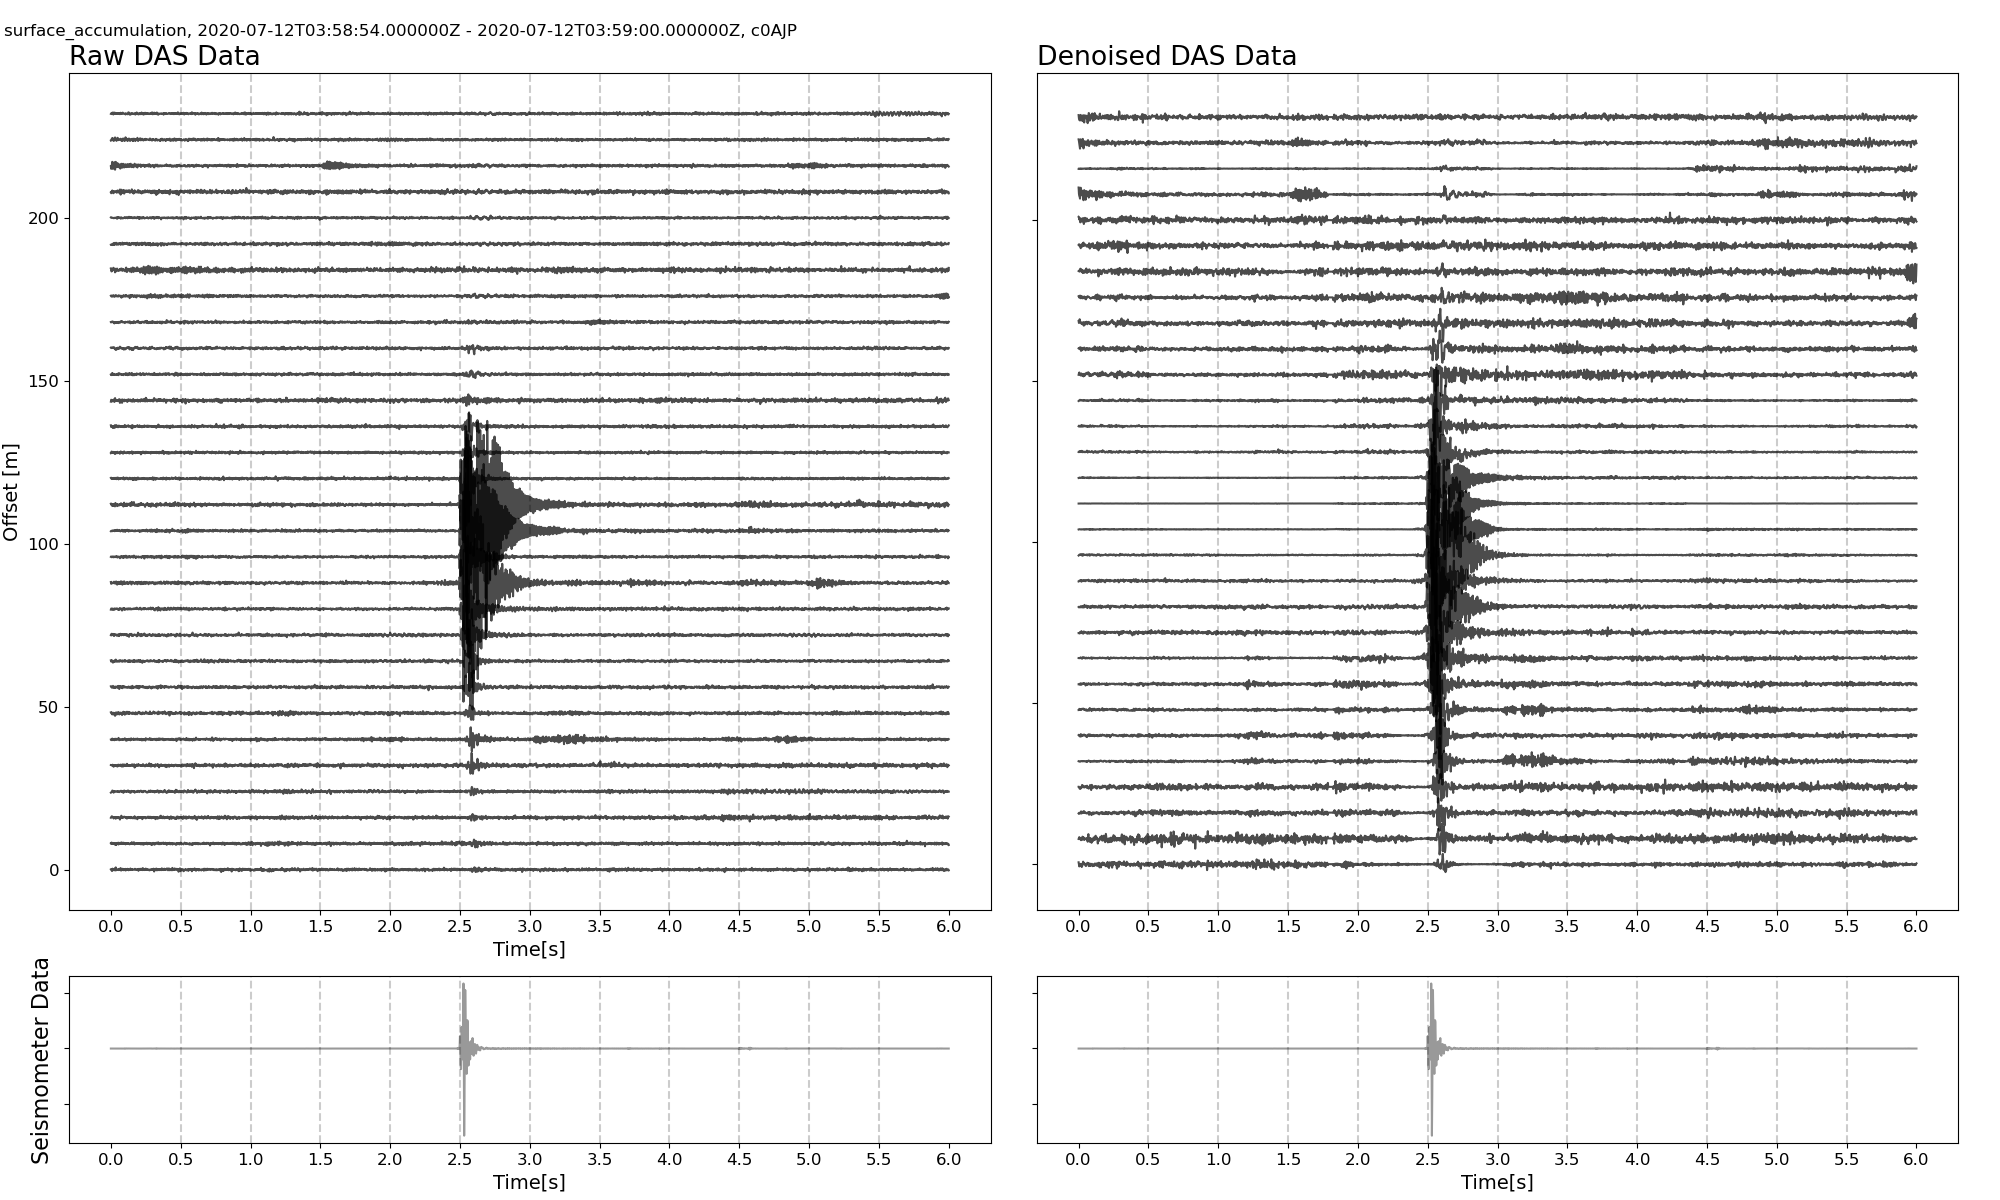 surface_accumulation, 2020-07-12T03:58:54.000000Z - 2020-07-12T03:59:00.000000Z, c0AJP
Raw DAS Data
Denoised DAS Data
Offset [m]
200
150
100
50
0
0.0 0.5 1.0 1.5 2.0 2.5 3.0 3.5 4.0 4.5 5.0 5.5 6.0
Time[s]
0.0 0.5 1.0 1.5 2.0 2.5 3.0 3.5 4.0 4.5 5.0 5.5 6.0
Seismometer Data
0.0 0.5 1.0 1.5 2.0 2.5 3.0 3.5 4.0 4.5 5.0 5.5 6.0
Time[s]
0.0 0.5 1.0 1.5 2.0 2.5 3.0 3.5 4.0 4.5 5.0 5.5 6.0
Time[s]